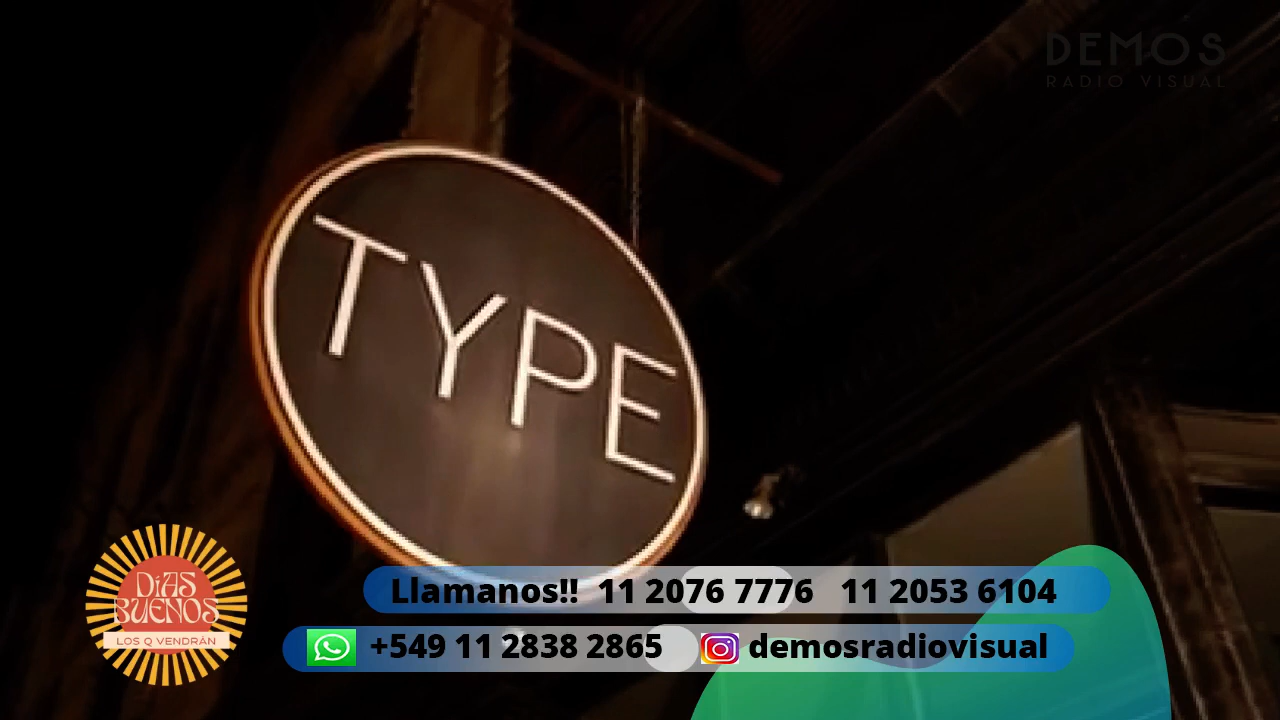 DEMOS
RADIO VISUAL
TYPE
DíAS
BUENOS
LOS Q VENDRÁN
Llamanos!! 11 2076 7776 11 2053 6104
+549 11 2838 2865 demosradiovisual